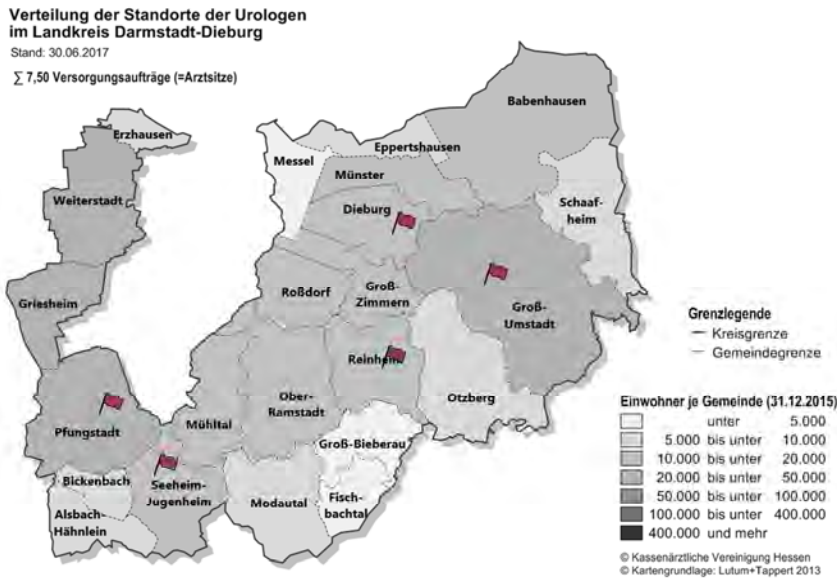 Verteilung der Standorte der Urologen
im Landkreis Darmstadt-Dieburg
Stand: 30.06.2017
∑ 7,50 Versorgungsaufträge (=Arztsitze)
Babenhausen
Erzhausen
Eppertshausen
Messel
Münster
Weiterstadt
Schaaf-
heim
Dieburg
Roßdorf
Groß-
Zimmern
Griesheim
Groß-
Umstadt
Grenzlegende
Kreisgrenze
Gemeindegrenze
Reinheim
Otzberg
Ober-
Ramstadt
Mühltal
Pfungstadt
Groß-Bieberau
Bickenbach
Seeheim-
Jugenheim
Modautal
Fisch-
bachtal
Alsbach-
Hähnlein
Einwohner je Gemeinde (31.12.2015)
unter 5.000
5.000 bis unter 10.000
10.000 bis unter 20.000
20.000 bis unter 50.000
50.000 bis unter 100.000
100.000 bis unter 400.000
400.000 und mehr
© Kassenärztliche Vereinigung Hessen
© Kartengrundlage: Lutum+Tappert 2013